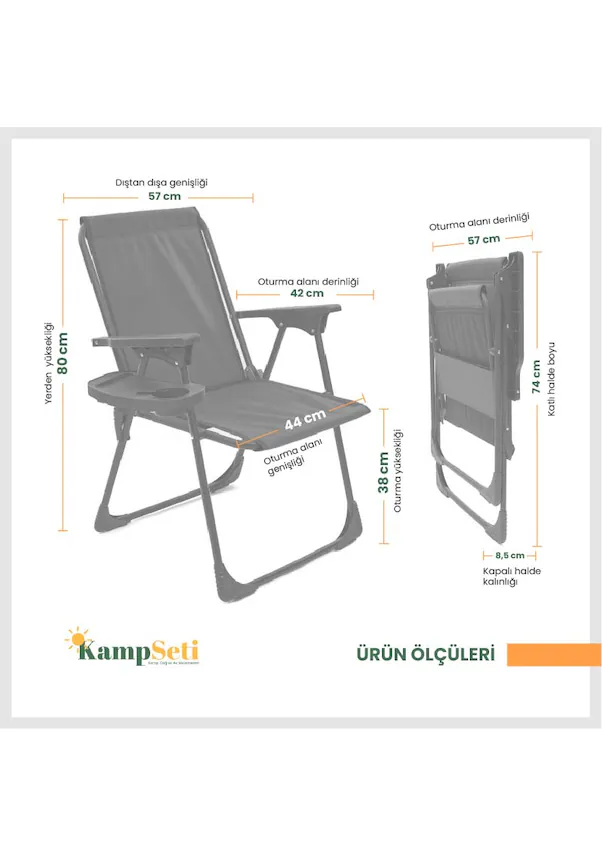 Dıştan dışa genişliği
57 cm
Oturma alanı derinliği
57 cm
Oturma alanı derinliği
42 cm
Yerden yüksekliği
80 cm
44 cm
Oturma alanı
genişliği
38 cm
Oturma yüksekliği
74 cm
Katlı halde boyu
8,5 cm
Kapalı halde
kalınlığı
KampSeti
ÜRÜN ÖLÇÜLERİ